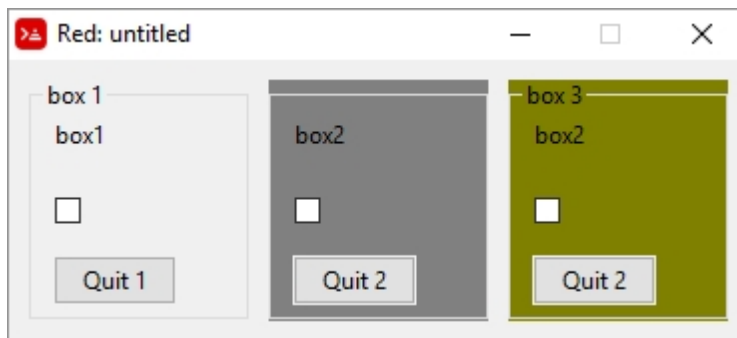 Red: untitled
box 1
box 3
box1
box2
box2
Quit 1
Quit 2
Quit 2